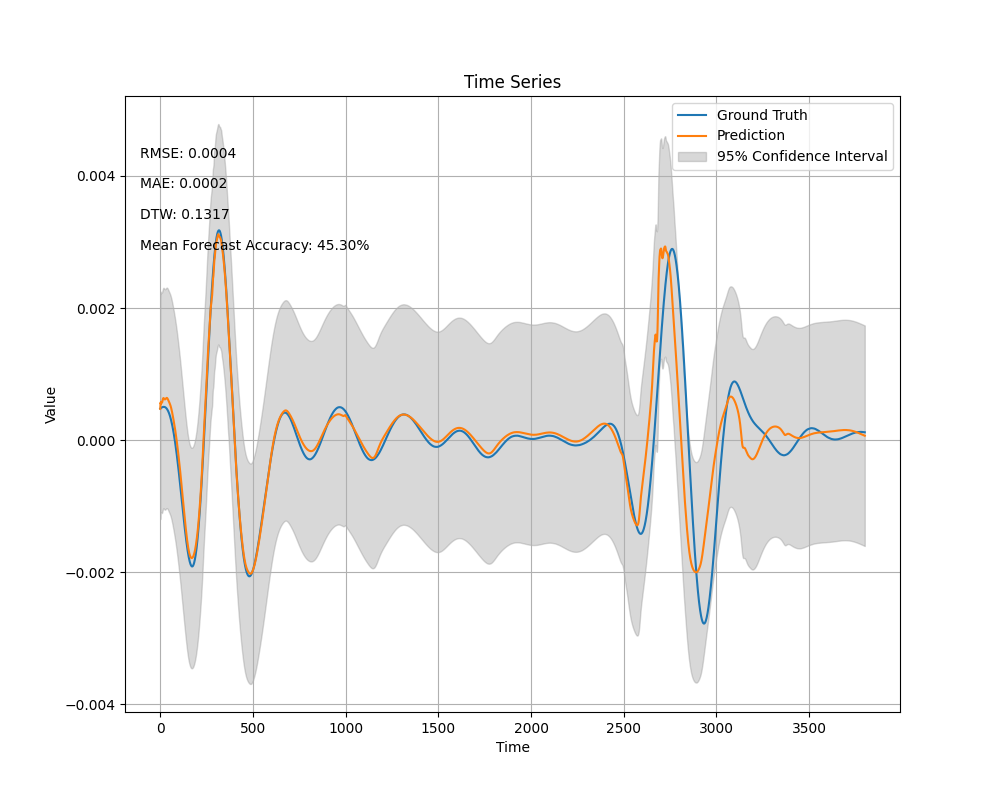 Time Series
Ground Truth
Prediction
95% Confidence Interval
RMSE: 0.0004
MAE: 0.0002
DTW: 0.1317
Mean Forecast Accuracy: 45.30%
Value
0.004
0.002
0.000
−0.002
−0.004
0 500 1000 1500 2000 2500 3000 3500
Time